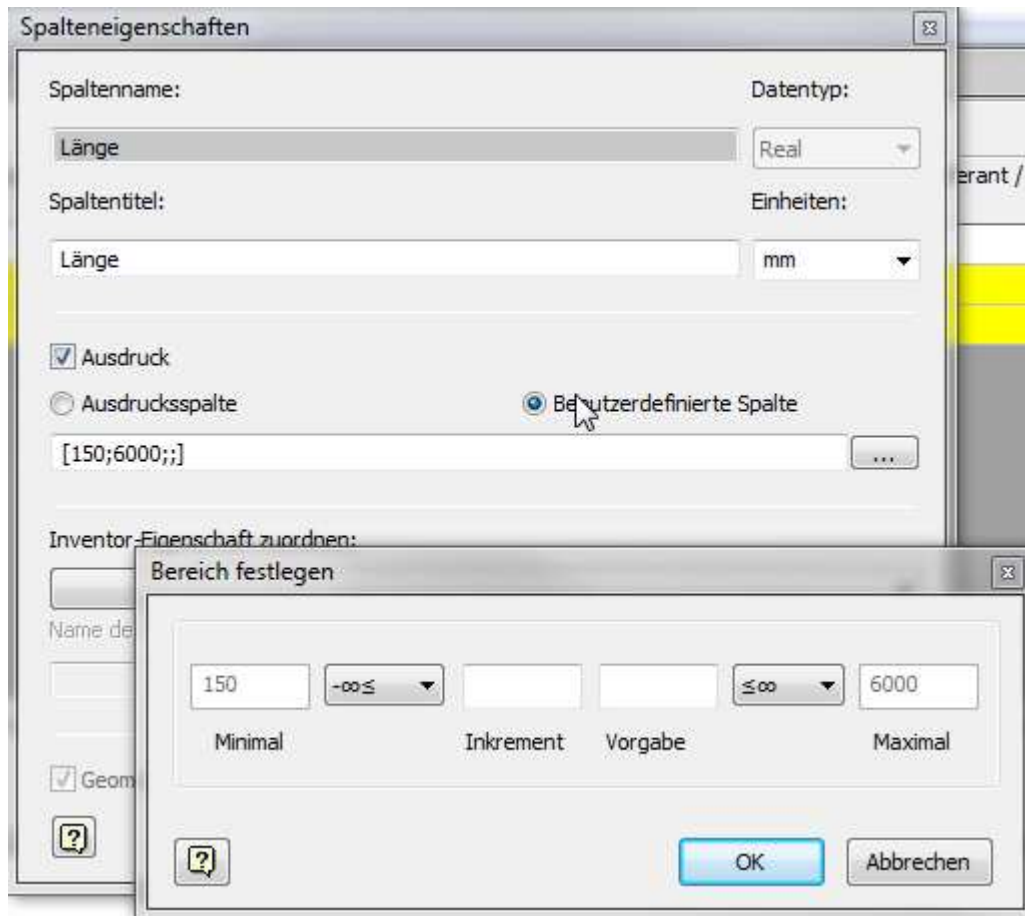 Spalteneigenschaften
Spaltenname: Datentyp:
Länge Real
erant /
Spaltentitel: Einheiten:
Länge mm
Ausdruck
Ausdrucksspalte Benutzerdefinierte Spalte
[150;6000;;] ...
Inventor-Eigenschaft zuordnen:
Bereich festlegen
Name de
150 -∞≤ ≤∞ 6000
Minimal Inkrement Vorgabe Maximal
Geom
OK Abbrechen